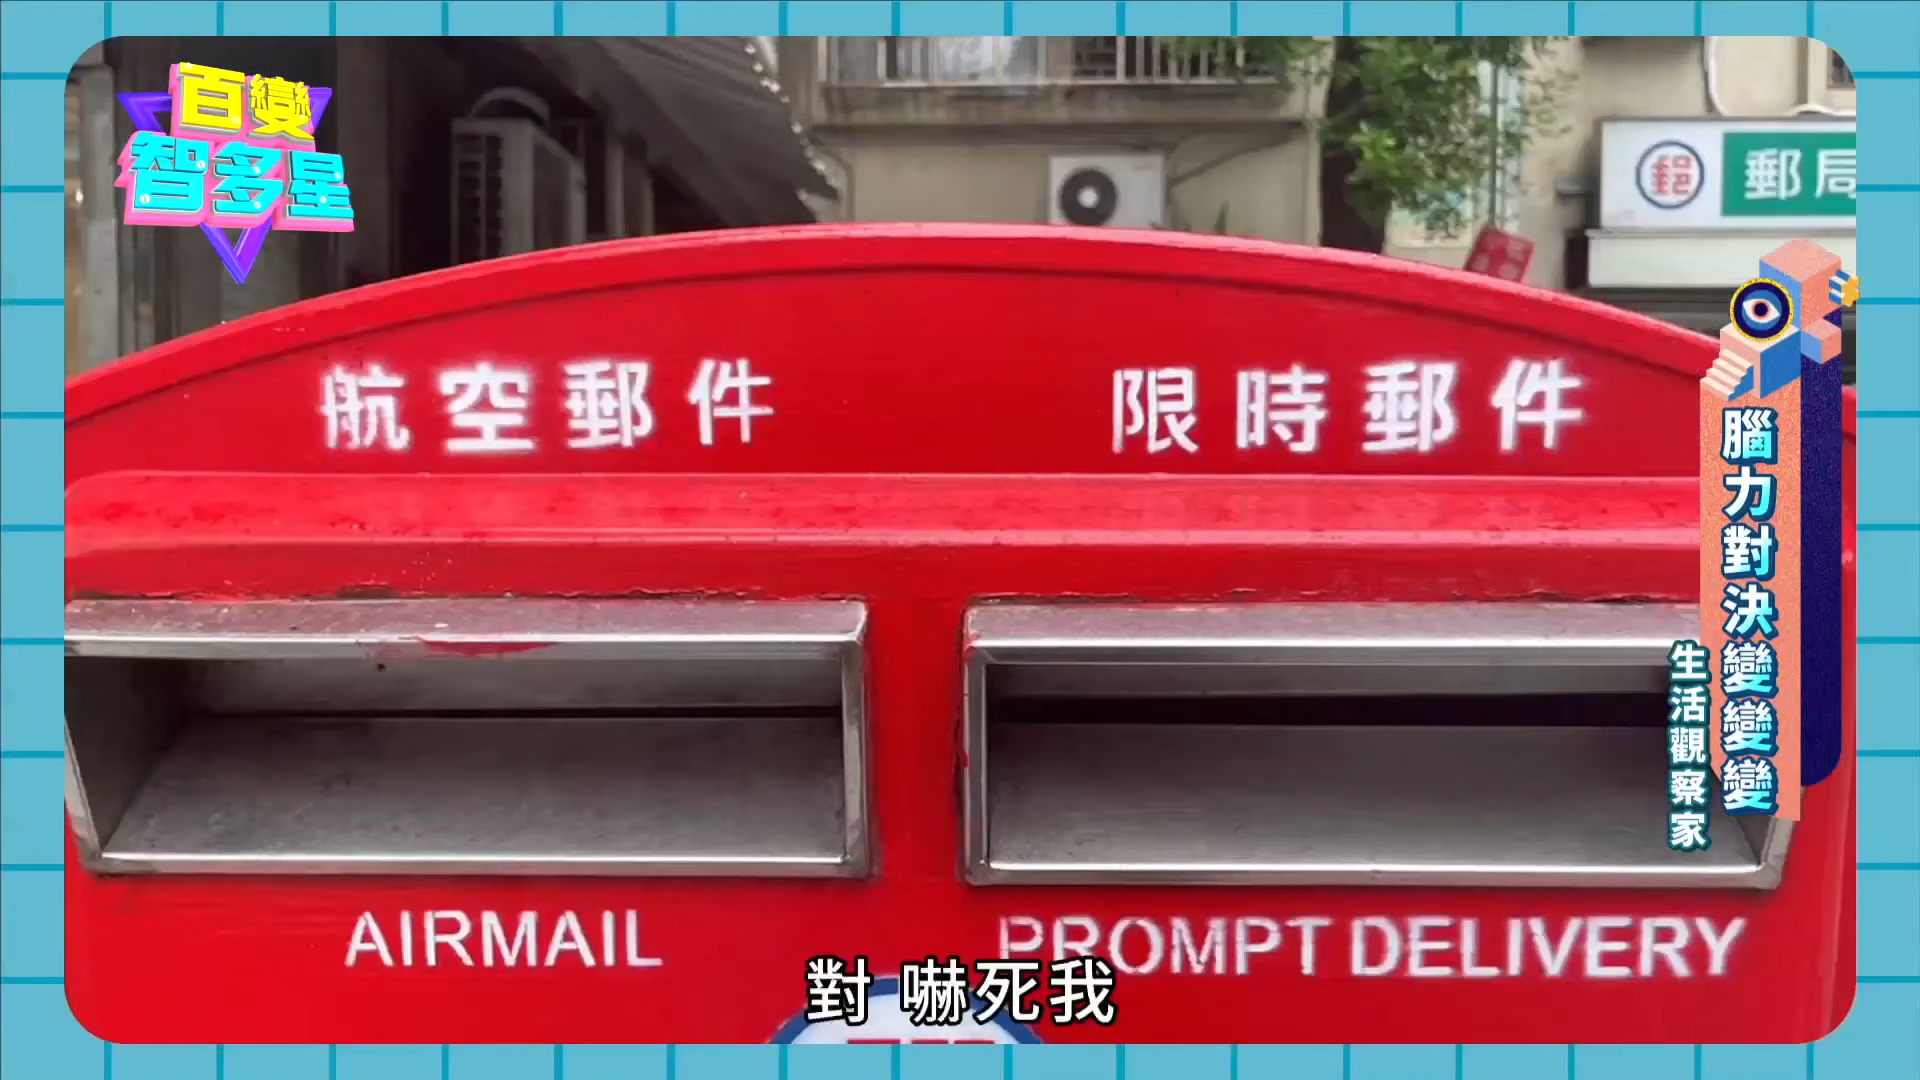 百變
智多星
郵 郵局
航空郵件 限時郵件
腦力對決變變變
生活觀察家
AIRMAIL PROMPT DELIVERY
對 嚇死我